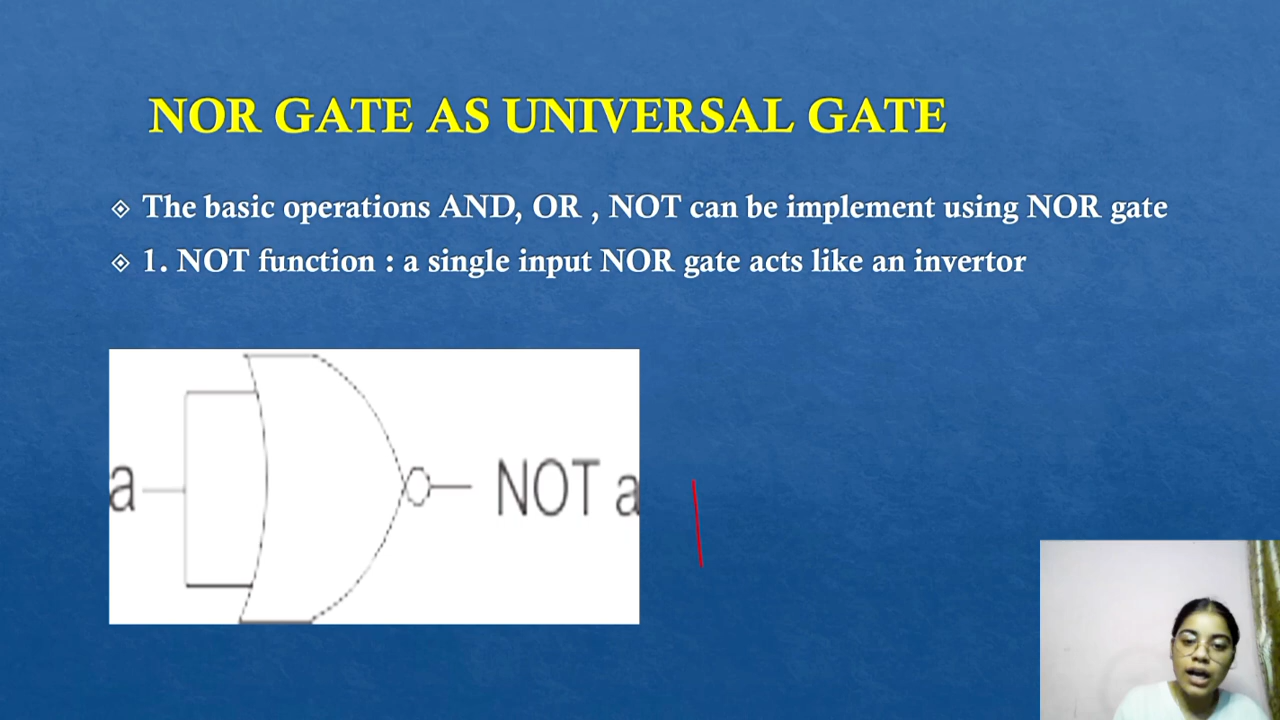 NOR GATE AS UNIVERSAL GATE
The basic operations AND, OR , NOT can be implement using NOR gate
1. NOT function : a single input NOR gate acts like an invertor
a NOT a